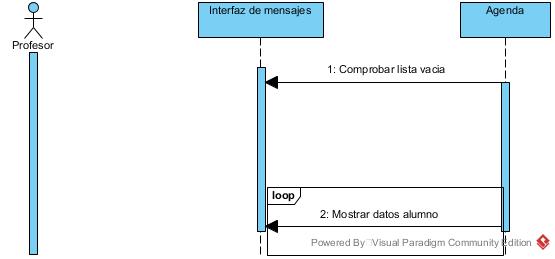 Interfaz de mensajes
Agenda
Profesor
1: Comprobar lista vacia
loop
2: Mostrar datos alumno
Powered By Visual Paradigm Community Edition